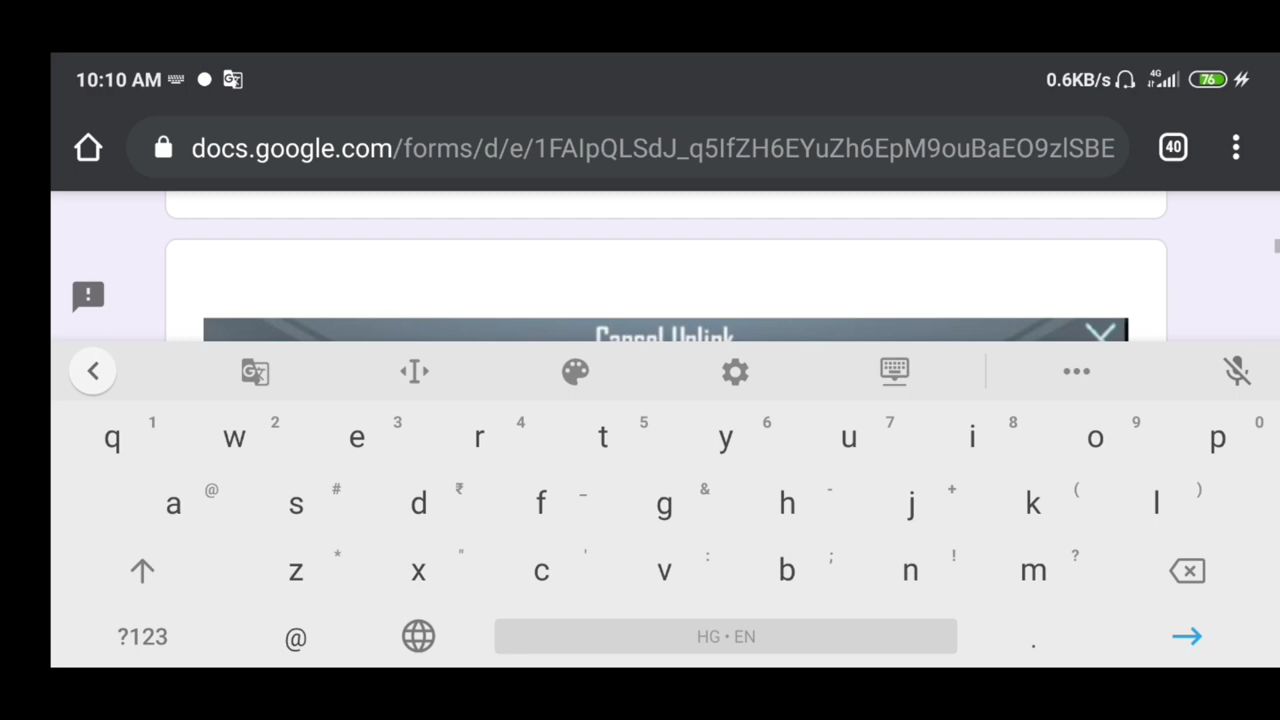 10:10 AM
0.6KB/s 4G 76
docs.google.com/forms/d/e/1FAIpQLSdJ_q5IfZH6EYuZh6EpM9ouBaEO9zlSBE
40
Cancel Unlink
q 1 w 2 e 3 r 4 t 5 y 6 u 7 i 8 o 9 p 0
a @ s # d ₹ f _ g & h - j + k ( l )
z * x " c ' v : b ; n ! m ?
?123 @ HG • EN .